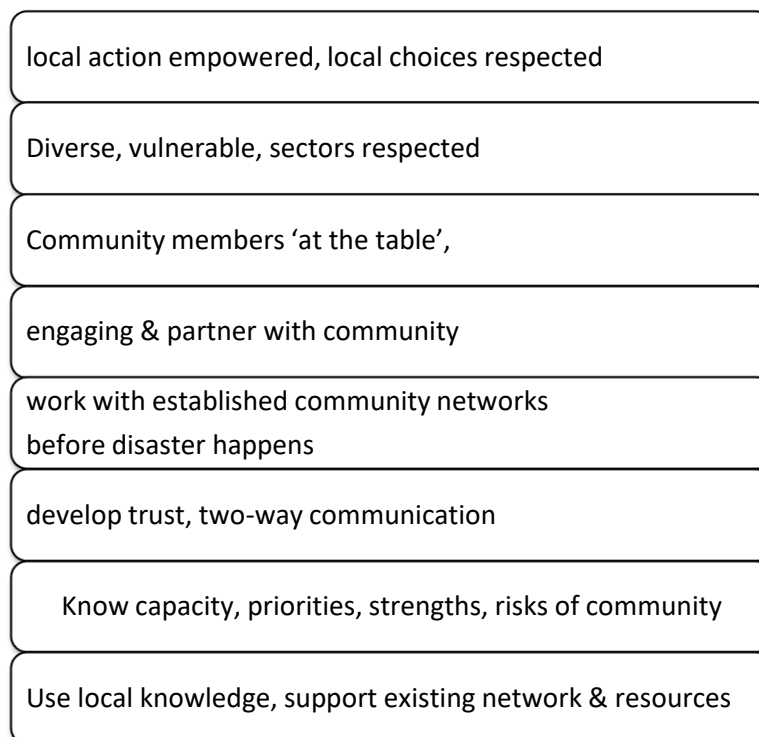 local action empowered, local choices respected
Diverse, vulnerable, sectors respected
Community members ‘at the table’,
engaging & partner with community
work with established community networks
before disaster happens
develop trust, two-way communication
Know capacity, priorities, strengths, risks of community
Use local knowledge, support existing network & resources